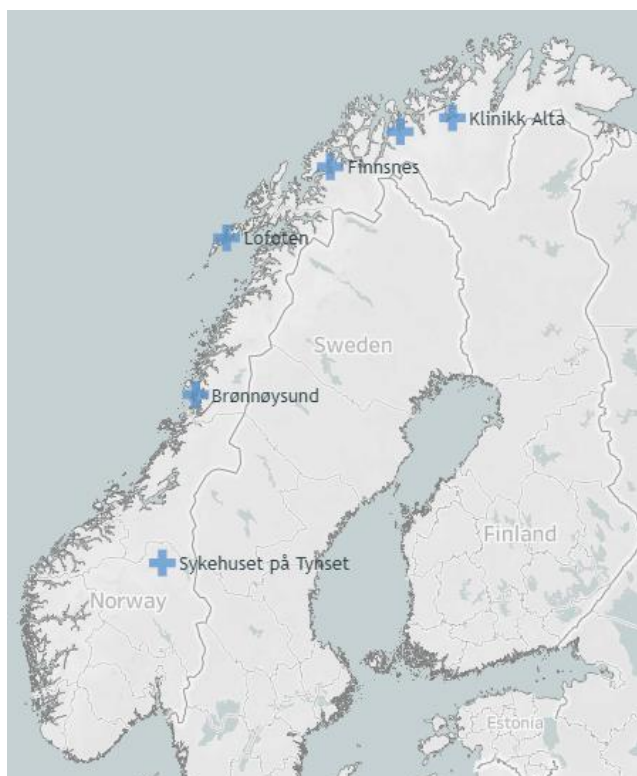 Klinikk Alta
Finnsnes
Lofoten
Sweden
Brønnøysund
Finland
Sykehuset på Tynset
Norway
Estonia